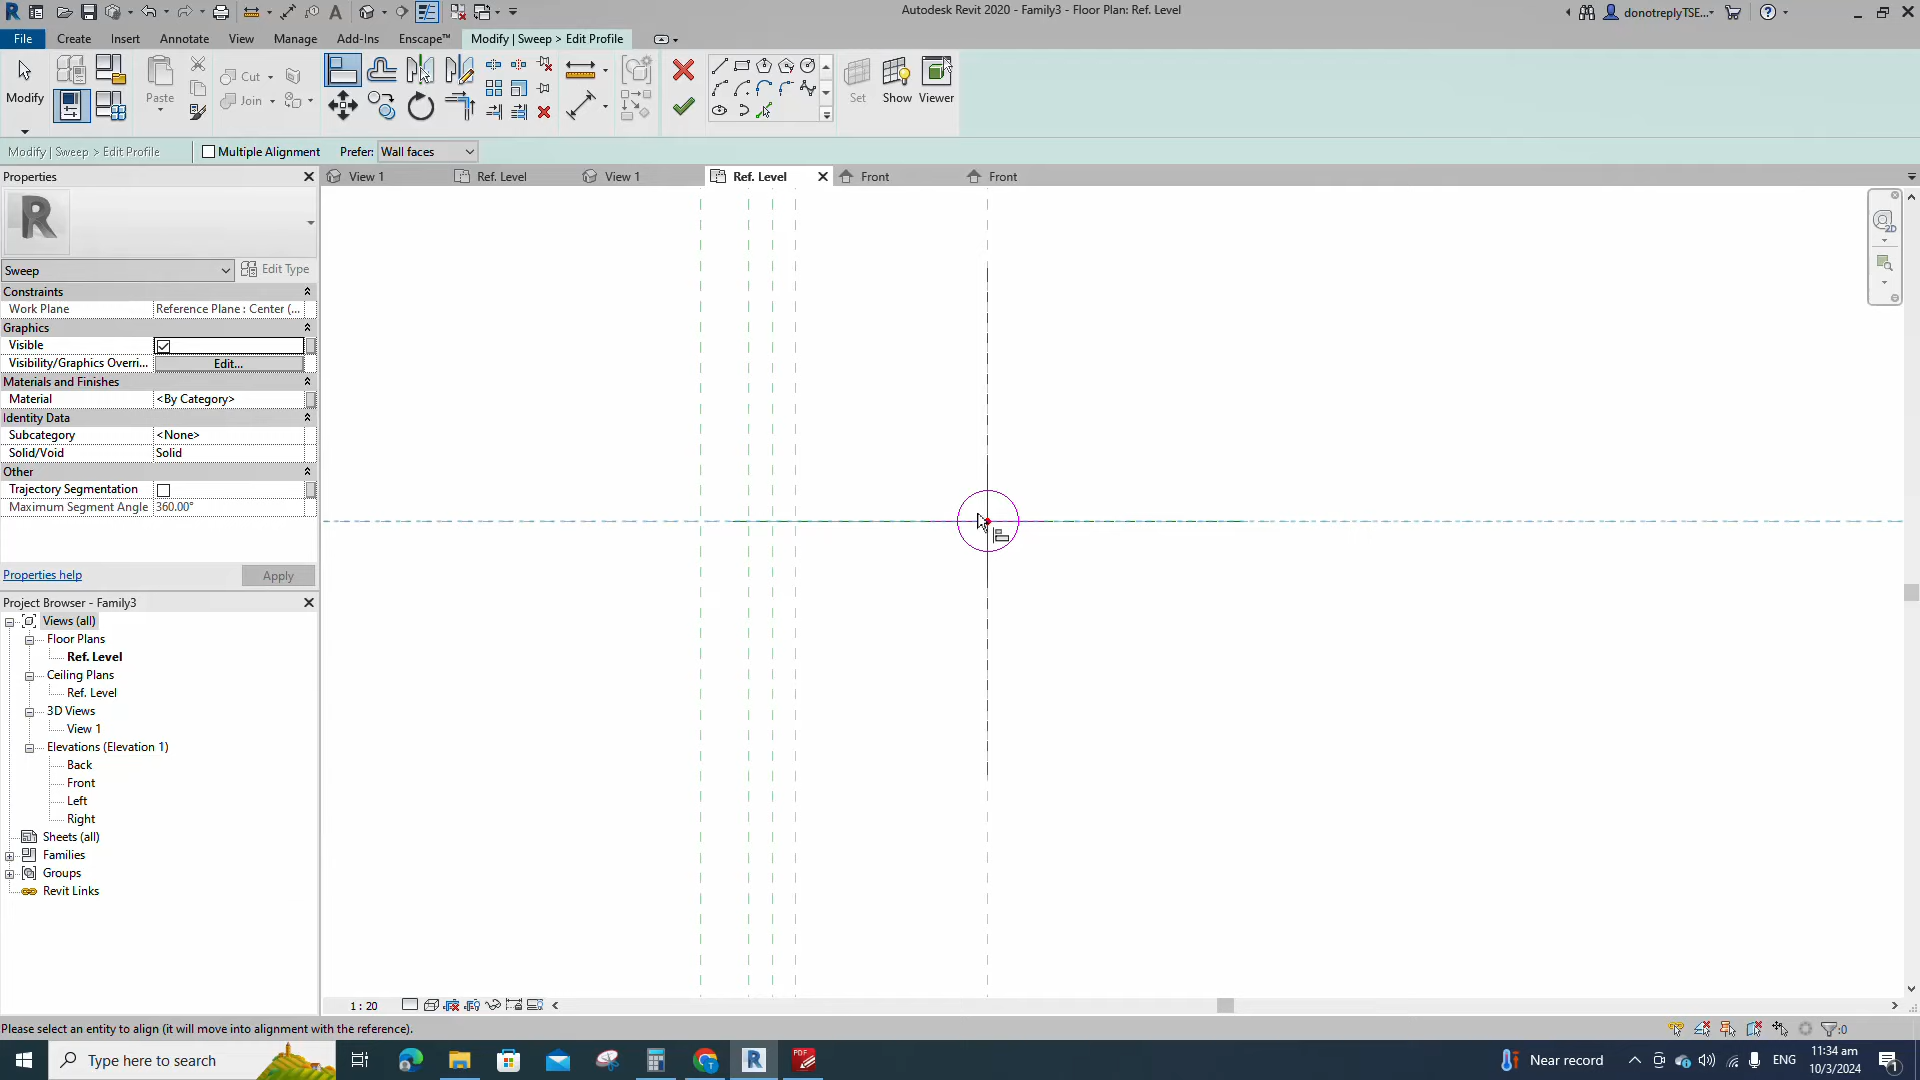 Autodesk Revit 2020 - Family3 - Floor Plan: Ref. Level
donotreplyTSE...
File
Create
Insert
Annotate
View
Manage
Add-Ins
Enscape™
Modify | Sweep > Edit Profile
Modify
Paste
Cut
Join
Set
Show
Viewer
Modify | Sweep > Edit Profile
Multiple Alignment
Prefer:
Wall faces
Properties
View 1
Ref. Level
View 1
Ref. Level
Front
Front
2D
Sweep
Edit Type
Constraints
Work Plane
Reference Plane : Center (...
Graphics
Visible
Visibility/Graphics Overri...
Edit...
Materials and Finishes
Material
<By Category>
Identity Data
Subcategory
<None>
Solid/Void
Solid
Other
Trajectory Segmentation
Maximum Segment Angle
360.00°
Properties help
Apply
Project Browser - Family3
Views (all)
Floor Plans
Ref. Level
Ceiling Plans
Ref. Level
3D Views
View 1
Elevations (Elevation 1)
Back
Front
Left
Right
Sheets (all)
Families
Groups
Revit Links
1 : 20
Please select an entity to align (it will move into alignment with the reference).
:0
Type here to search
PDF
Near record
ENG
11:34 am
10/3/2024
1